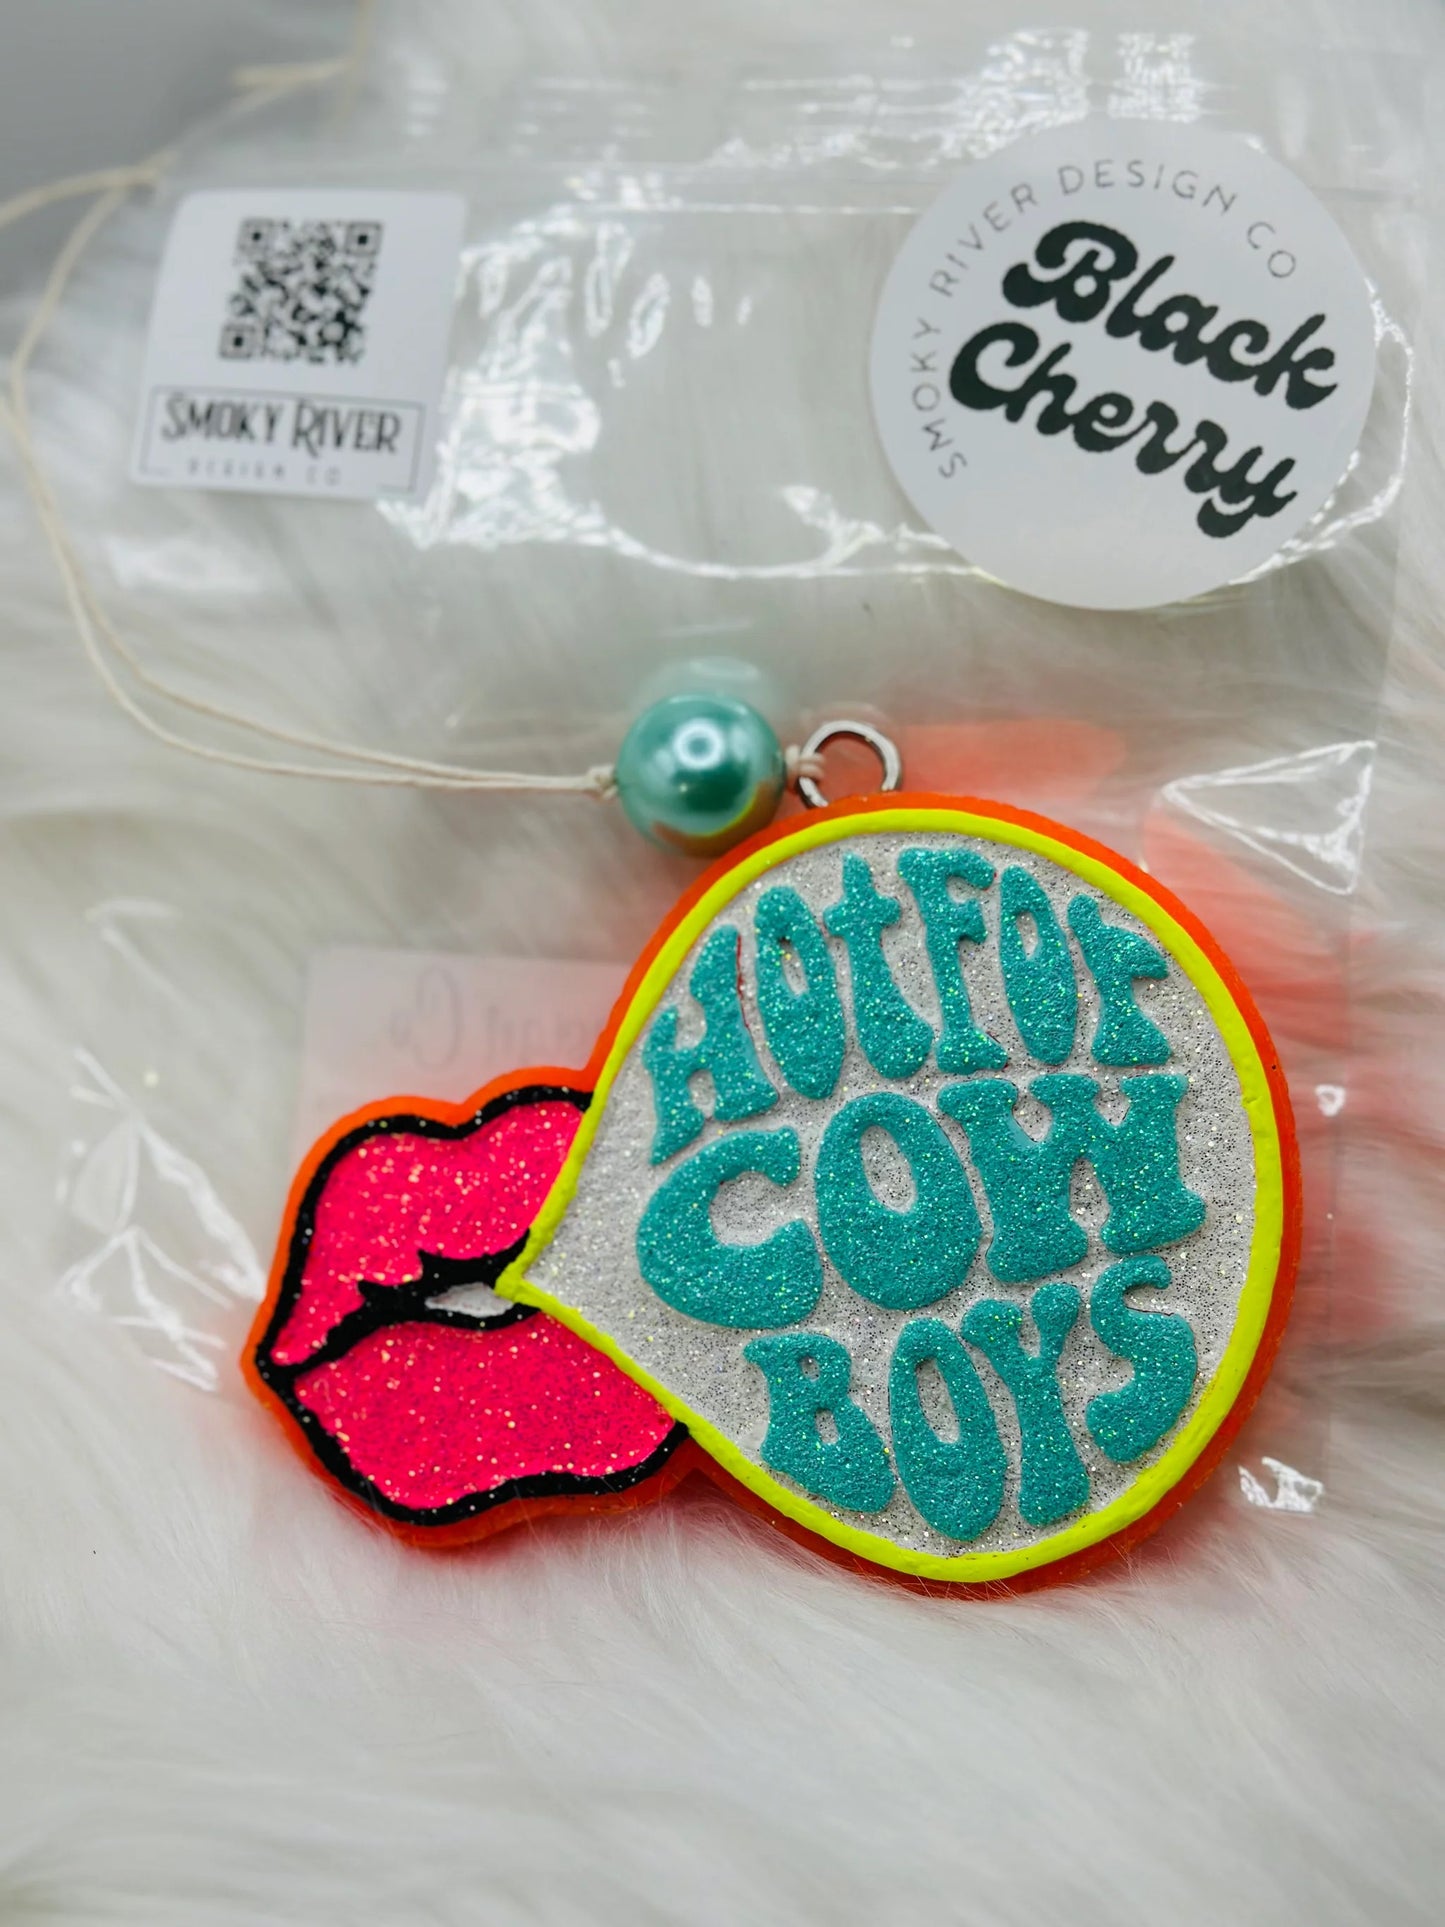 SMOKY RIVER DESIGN CO
Black
Cherry
SMOKY RIVER
DESIGN CO
HOT FOR
COW
BOYS